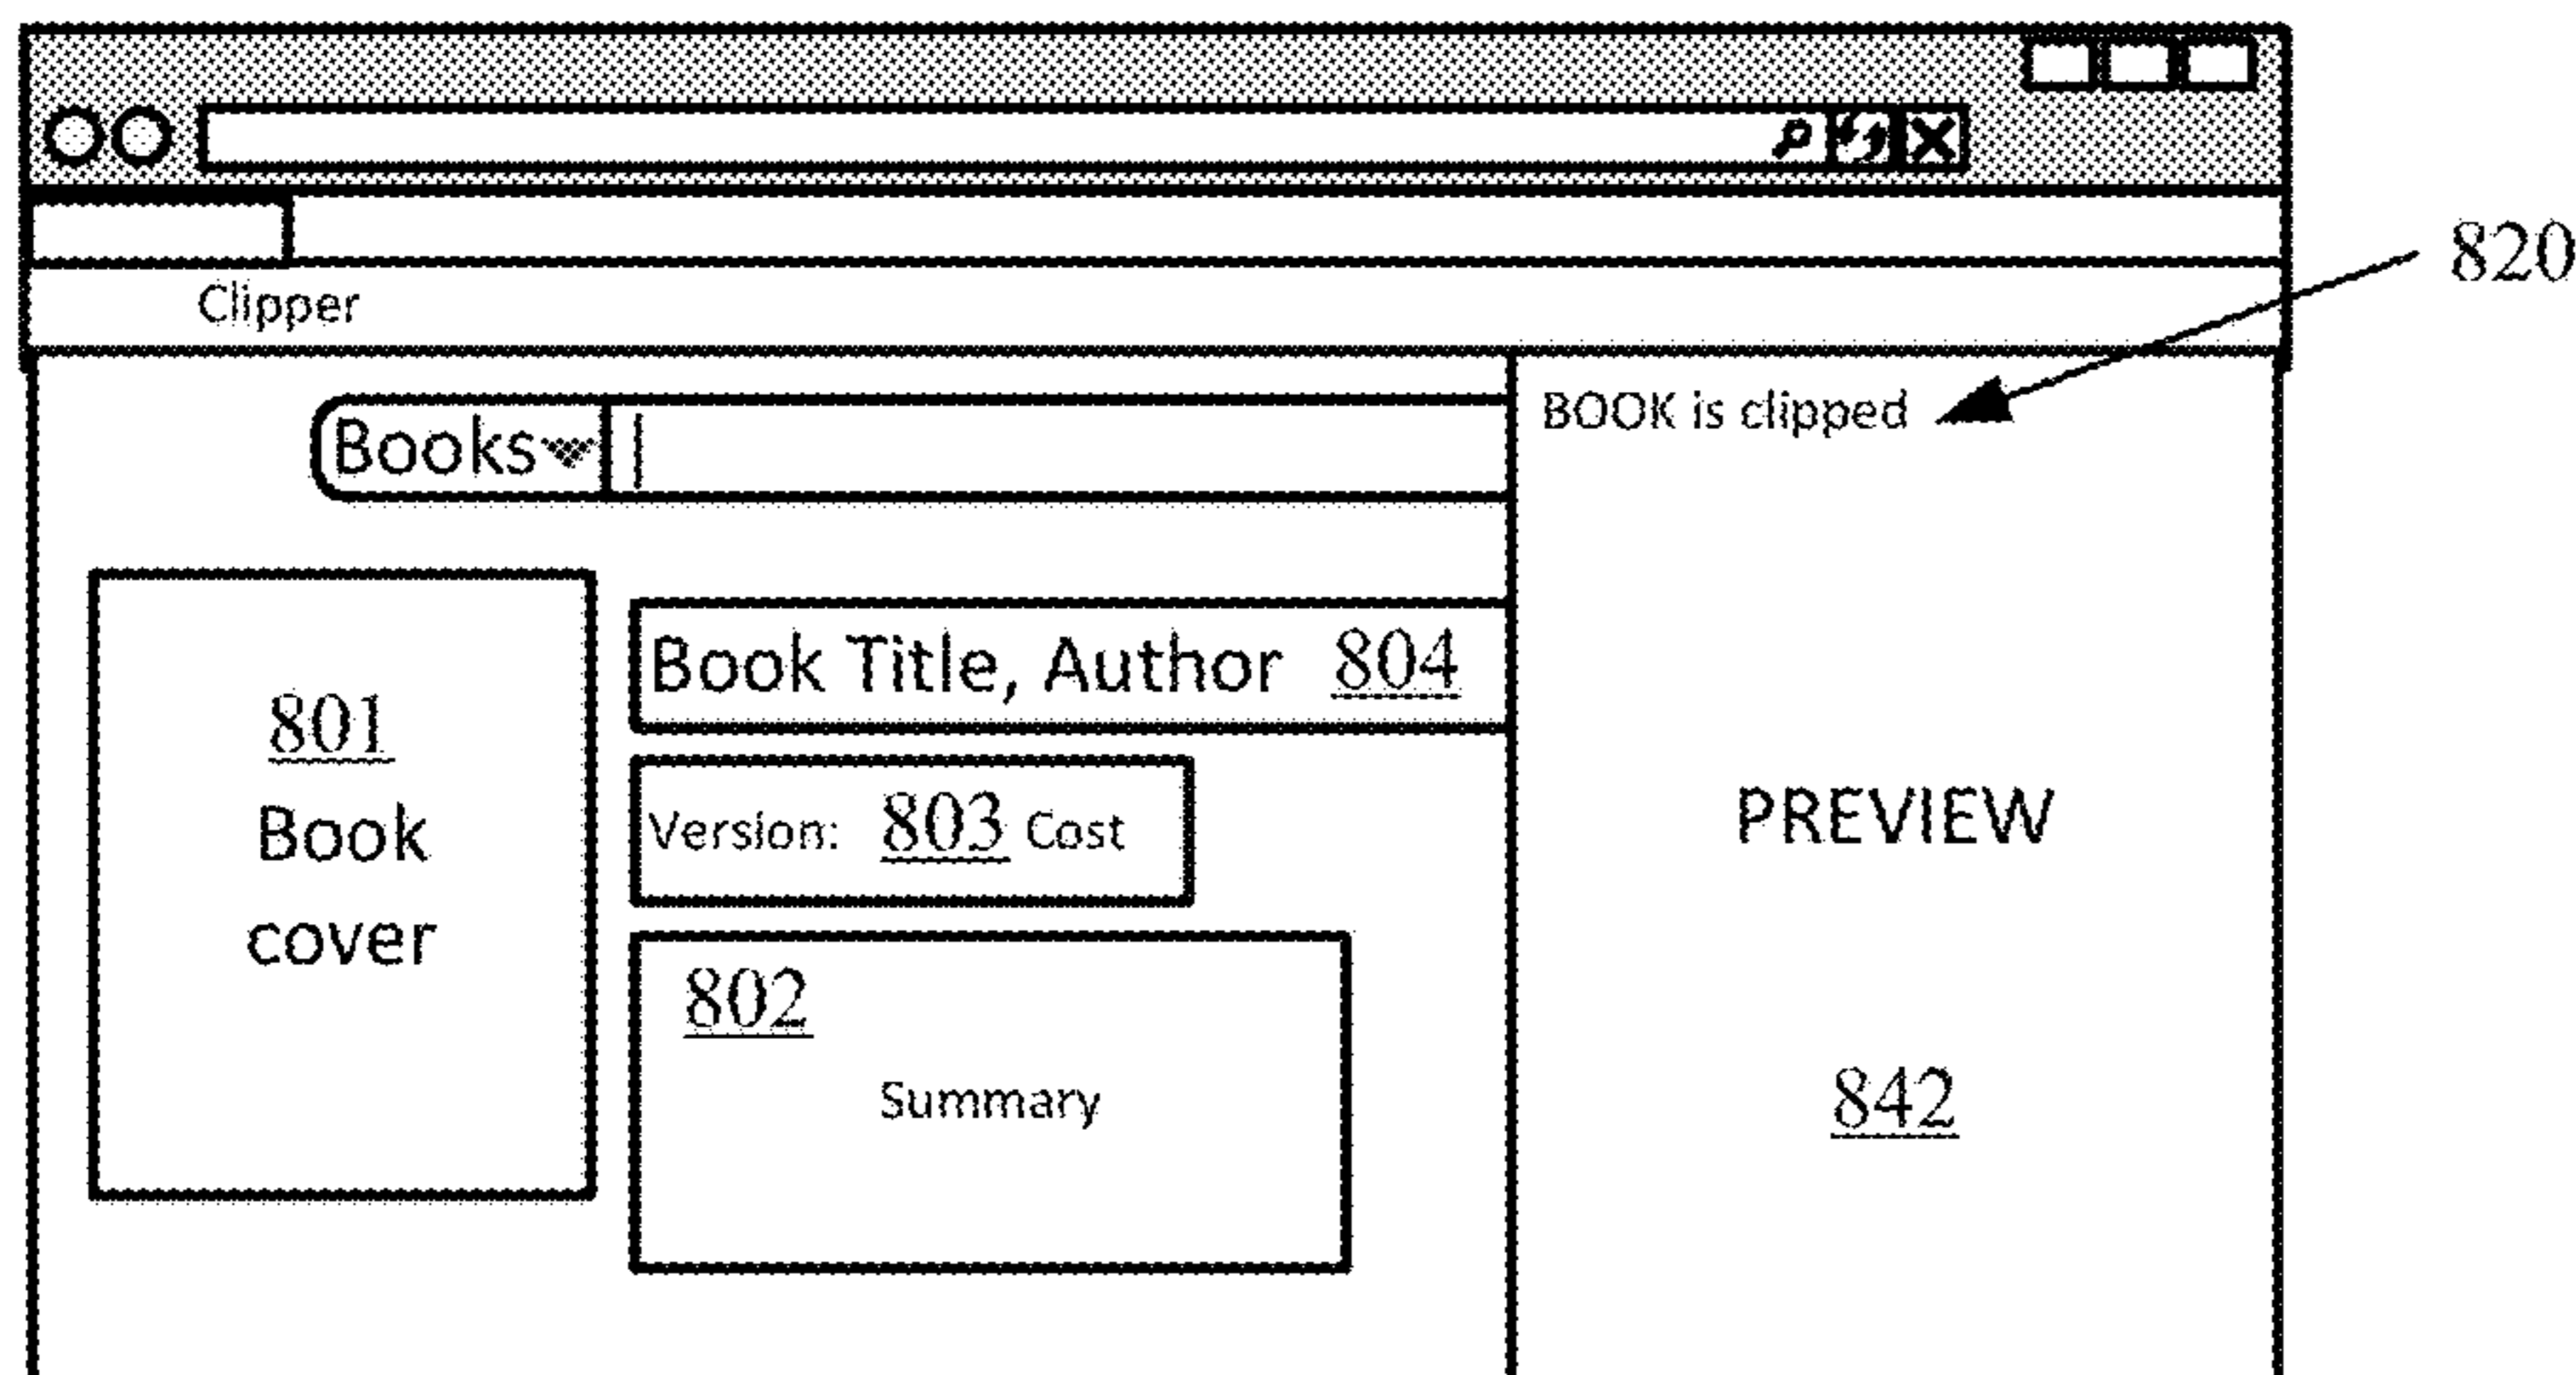 820
Clipper
Books
BOOK is clipped
Book Title, Author 804
801
Book
cover
Version: 803 Cost
802
Summary
PREVIEW
842